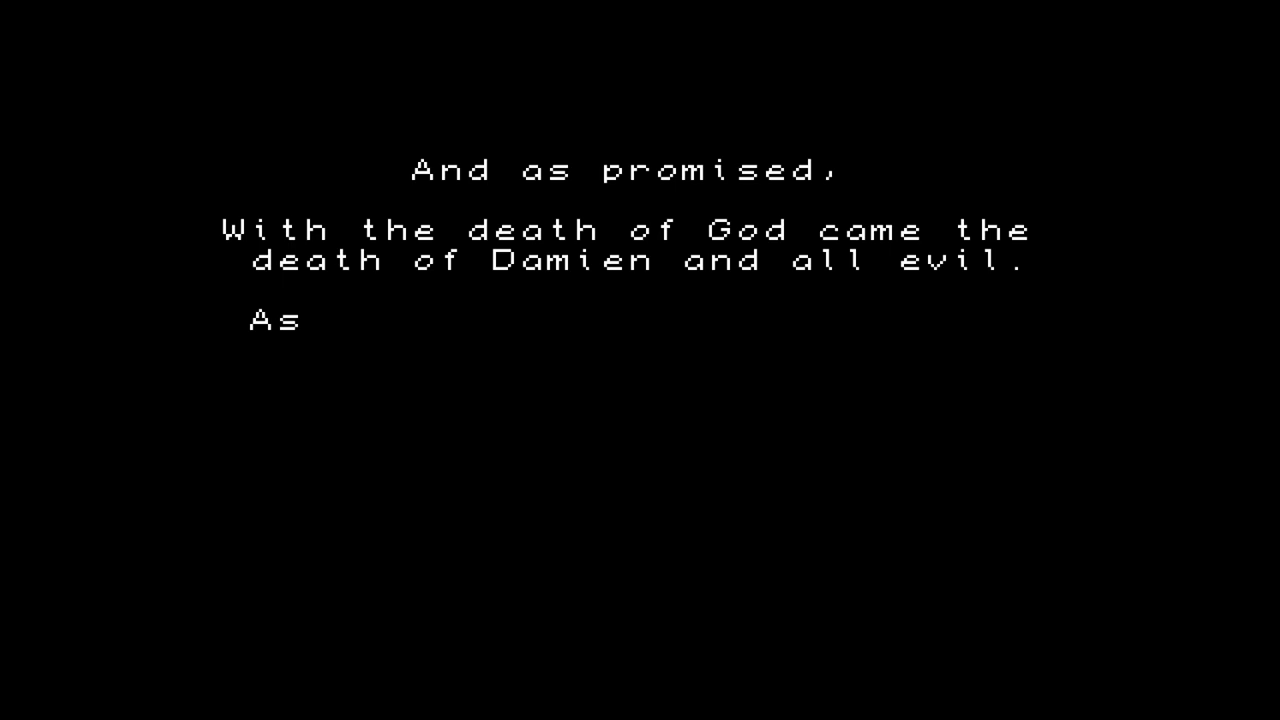 And as promised,
With the death of God came the
death of Damien and all evil.
As